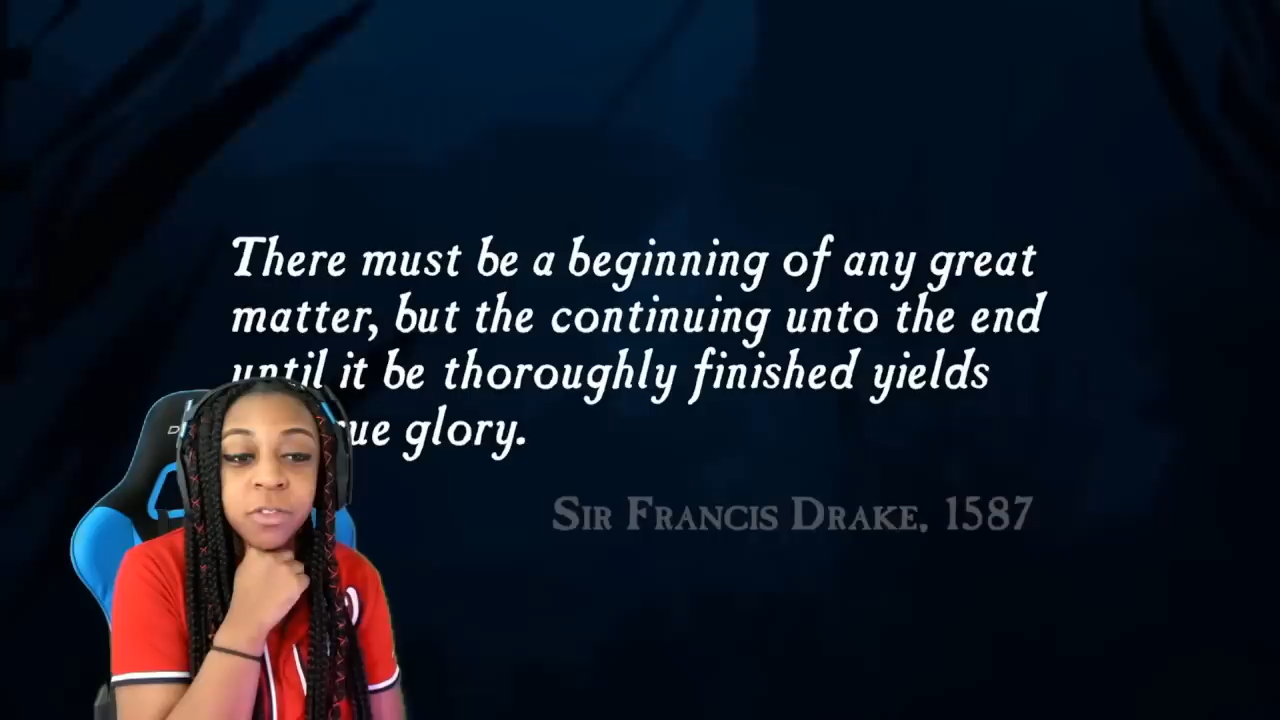 There must be a beginning of any great
matter, but the continuing unto the end
until it be thoroughly finished yields
glory.
Sir Francis Drake, 1587